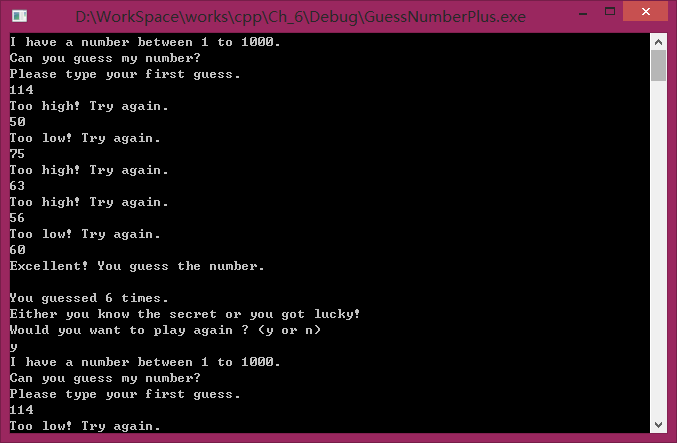 D:\WorkSpace\works\cpp\Ch_6\Debug\GuessNumberPlus.exe
I have a number between 1 to 1000.
Can you guess my number?
Please type your first guess.
114
Too high! Try again.
50
Too low! Try again.
75
Too high! Try again.
63
Too high! Try again.
56
Too low! Try again.
60
Excellent! You guess the number.
You guessed 6 times.
Either you know the secret or you got lucky!
Would you want to play again ? (y or n)
y
I have a number between 1 to 1000.
Can you guess my number?
Please type your first guess.
114
Too low! Try again.